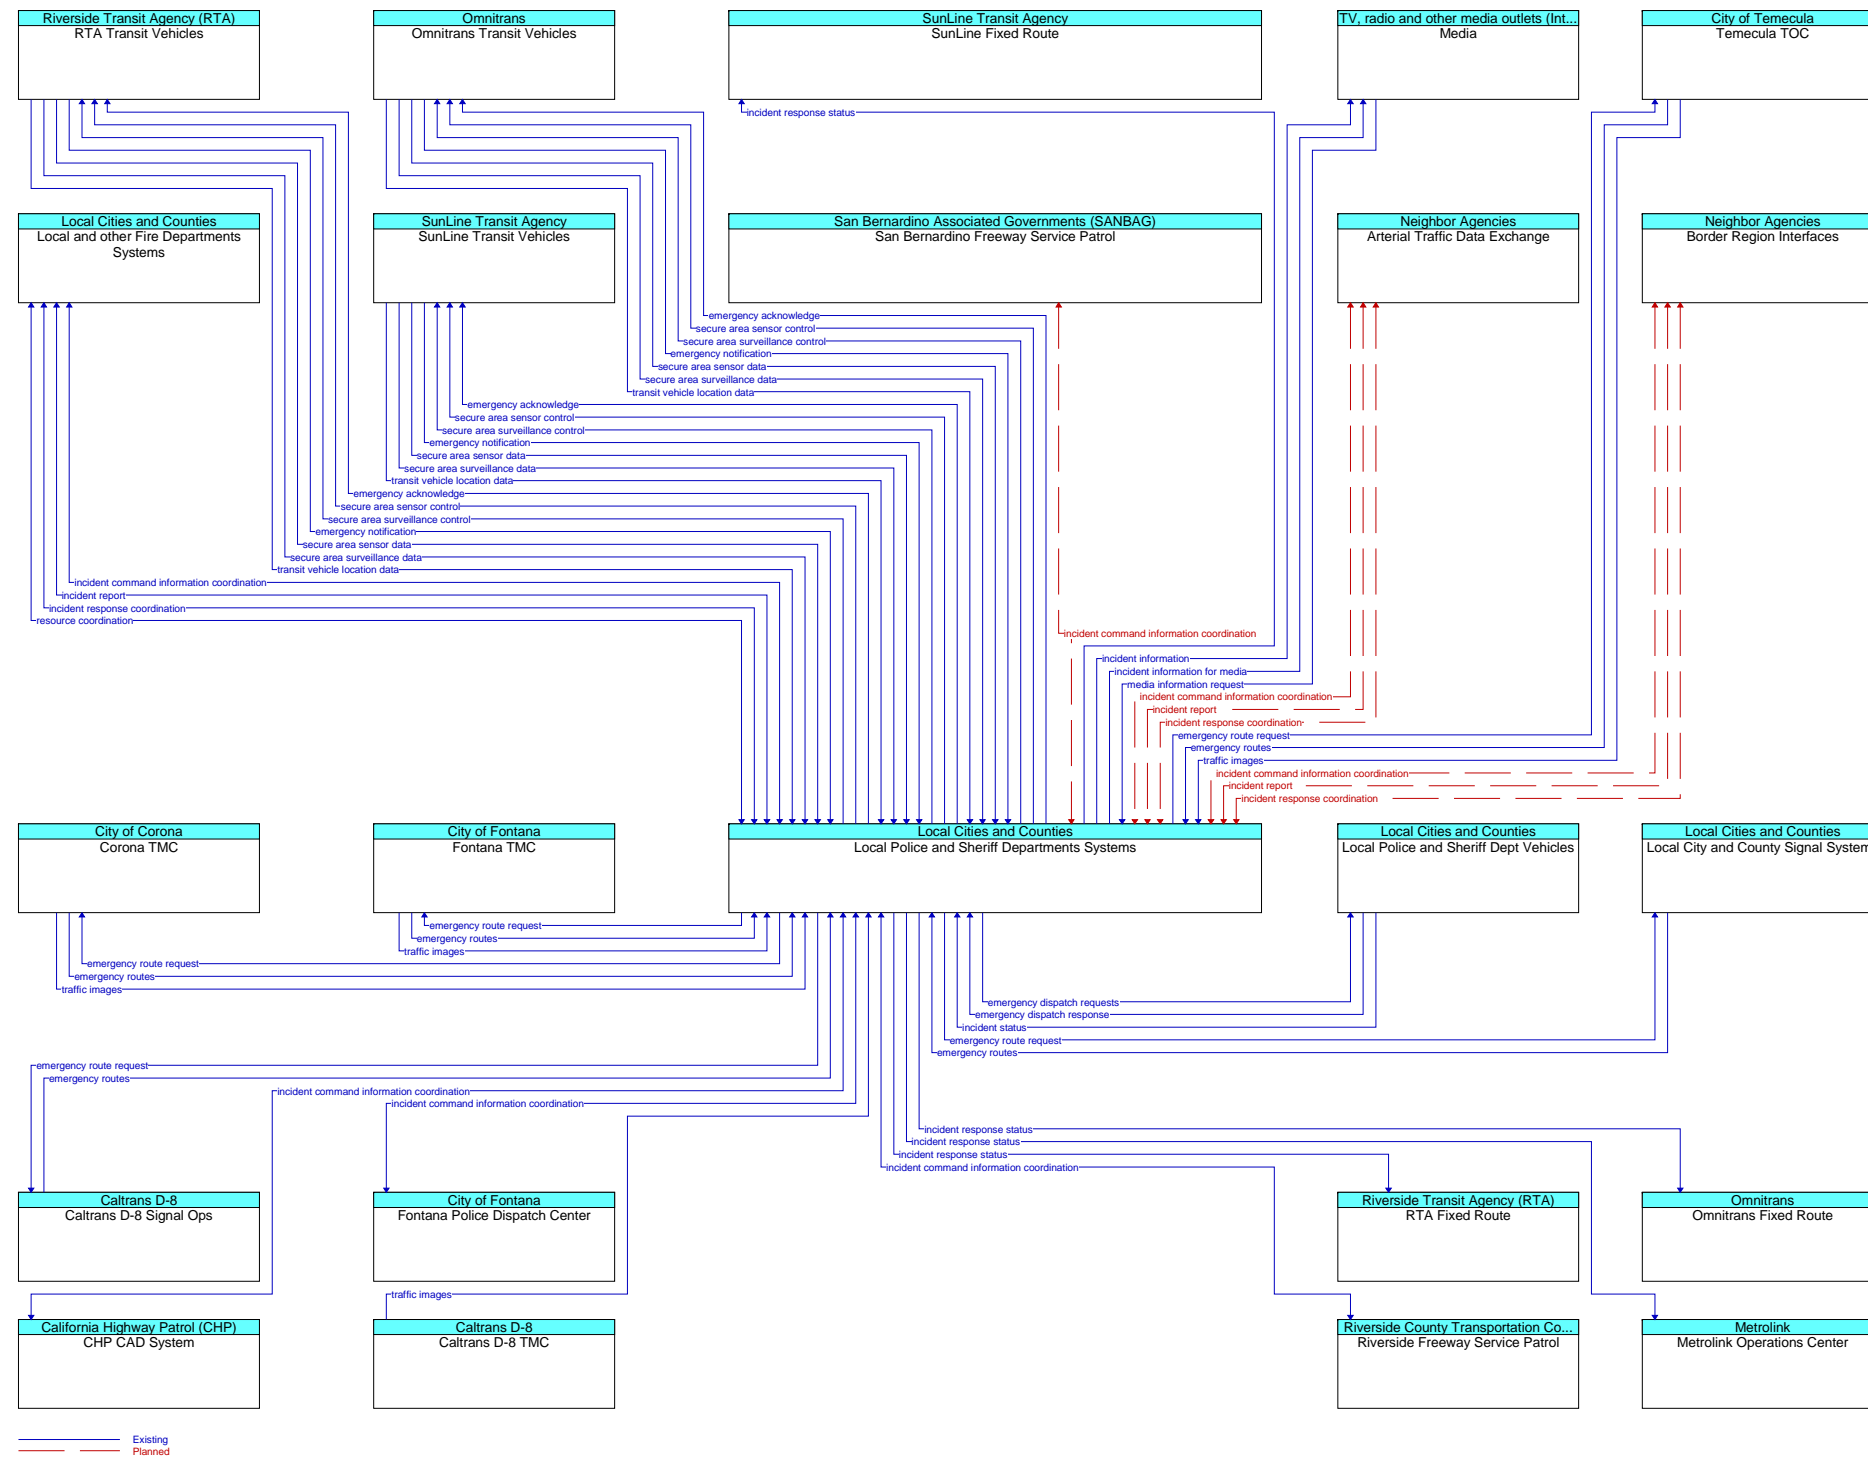 Riverside Transit Agency (RTA)
RTA Transit Vehicles
Omnitrans
Omnitrans Transit Vehicles
SunLine Transit Agency
SunLine Fixed Route
TV, radio and other media outlets (Int...
Media
City of Temecula
Temecula TOC
incident response status
Local Cities and Counties
Local and other Fire Departments
Systems
SunLine Transit Agency
SunLine Transit Vehicles
San Bernardino Associated Governments (SANBAG)
San Bernardino Freeway Service Patrol
Neighbor Agencies
Arterial Traffic Data Exchange
Neighbor Agencies
Border Region Interfaces
emergency acknowledge
secure area sensor control
secure area surveillance control
emergency notification
secure area sensor data
secure area surveillance data
transit vehicle location data
emergency acknowledge
secure area sensor control
secure area surveillance control
emergency notification
secure area sensor data
secure area surveillance data
transit vehicle location data
emergency acknowledge
secure area sensor control
secure area surveillance control
emergency notification
secure area sensor data
secure area surveillance data
transit vehicle location data
incident command information coordination
incident report
incident response coordination
resource coordination
incident command information coordination
incident information
incident information for media
media information request
incident command information coordination
incident report
incident response coordination
emergency route request
emergency routes
traffic images
incident command information coordination
incident report
incident response coordination
City of Corona
Corona TMC
City of Fontana
Fontana TMC
Local Cities and Counties
Local Police and Sheriff Departments Systems
Local Cities and Counties
Local Police and Sheriff Dept Vehicles
Local Cities and Counties
Local City and County Signal System
emergency route request
emergency routes
traffic images
emergency route request
emergency routes
traffic images
emergency dispatch requests
emergency dispatch response
incident status
emergency route request
emergency routes
emergency route request
emergency routes
incident command information coordination
incident command information coordination
incident response status
incident response status
incident response status
incident command information coordination
Caltrans D-8
Caltrans D-8 Signal Ops
City of Fontana
Fontana Police Dispatch Center
Riverside Transit Agency (RTA)
RTA Fixed Route
Omnitrans
Omnitrans Fixed Route
traffic images
California Highway Patrol (CHP)
CHP CAD System
Caltrans D-8
Caltrans D-8 TMC
Riverside County Transportation Co...
Riverside Freeway Service Patrol
Metrolink
Metrolink Operations Center
Existing
Planned